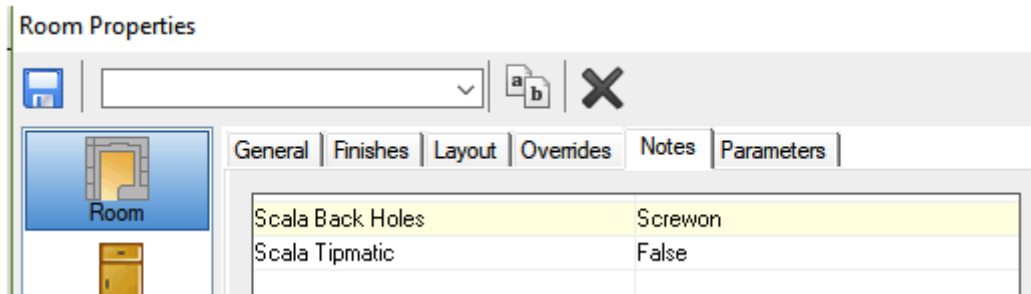 Room Properties
a b
General Finishes Layout Overrides Notes Parameters
Room
Scala Back Holes Screwon
Scala Tipmatic False